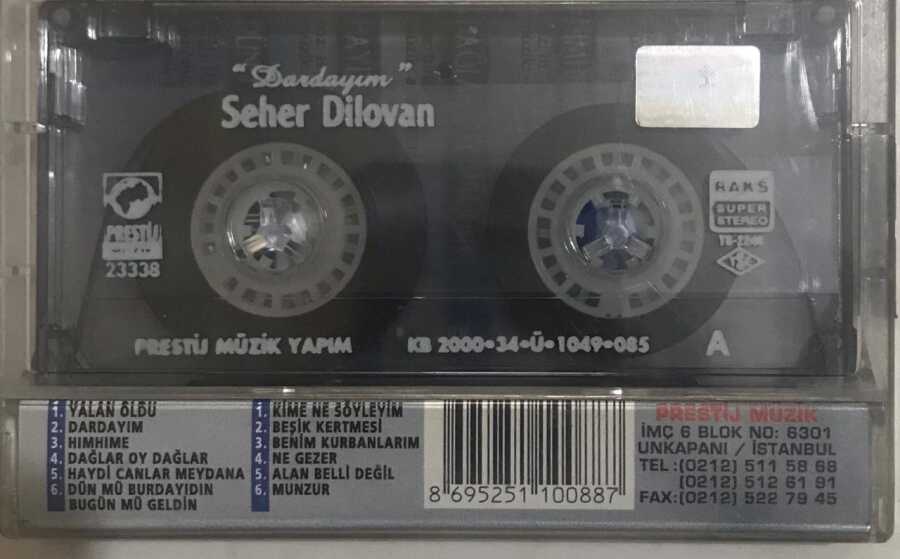 "Dardayım"
Seher Dilovan
PRESTİJ
23338
RAKS
SUPER
STEREO
PRESTİJ MÜZİK YAPIM
KB 2000•34•Ü•1049•085
A
1. YALAN OLDU
2. DARDAYIM
3. HIMHIME
4. DAĞLAR OY DAĞLAR
5. HAYDİ CANLAR MEYDANA
6. DÜN MÜ BURDAYIDIN
BUGÜN MÜ GELDİN
1. KİME NE SÖYLEYİM
2. BEŞİK KERTMESİ
3. BENİM KURBANLARIM
4. NE GEZER
5. ALAN BELLİ DEĞİL
6. MUNZUR
8 695251 100887
PRESTİJ MÜZİK
İMÇ 6 BLOK NO: 6301
UNKAPANI / İSTANBUL
TEL :(0212) 511 58 68
(0212) 512 61 91
FAX:(0212) 522 79 45